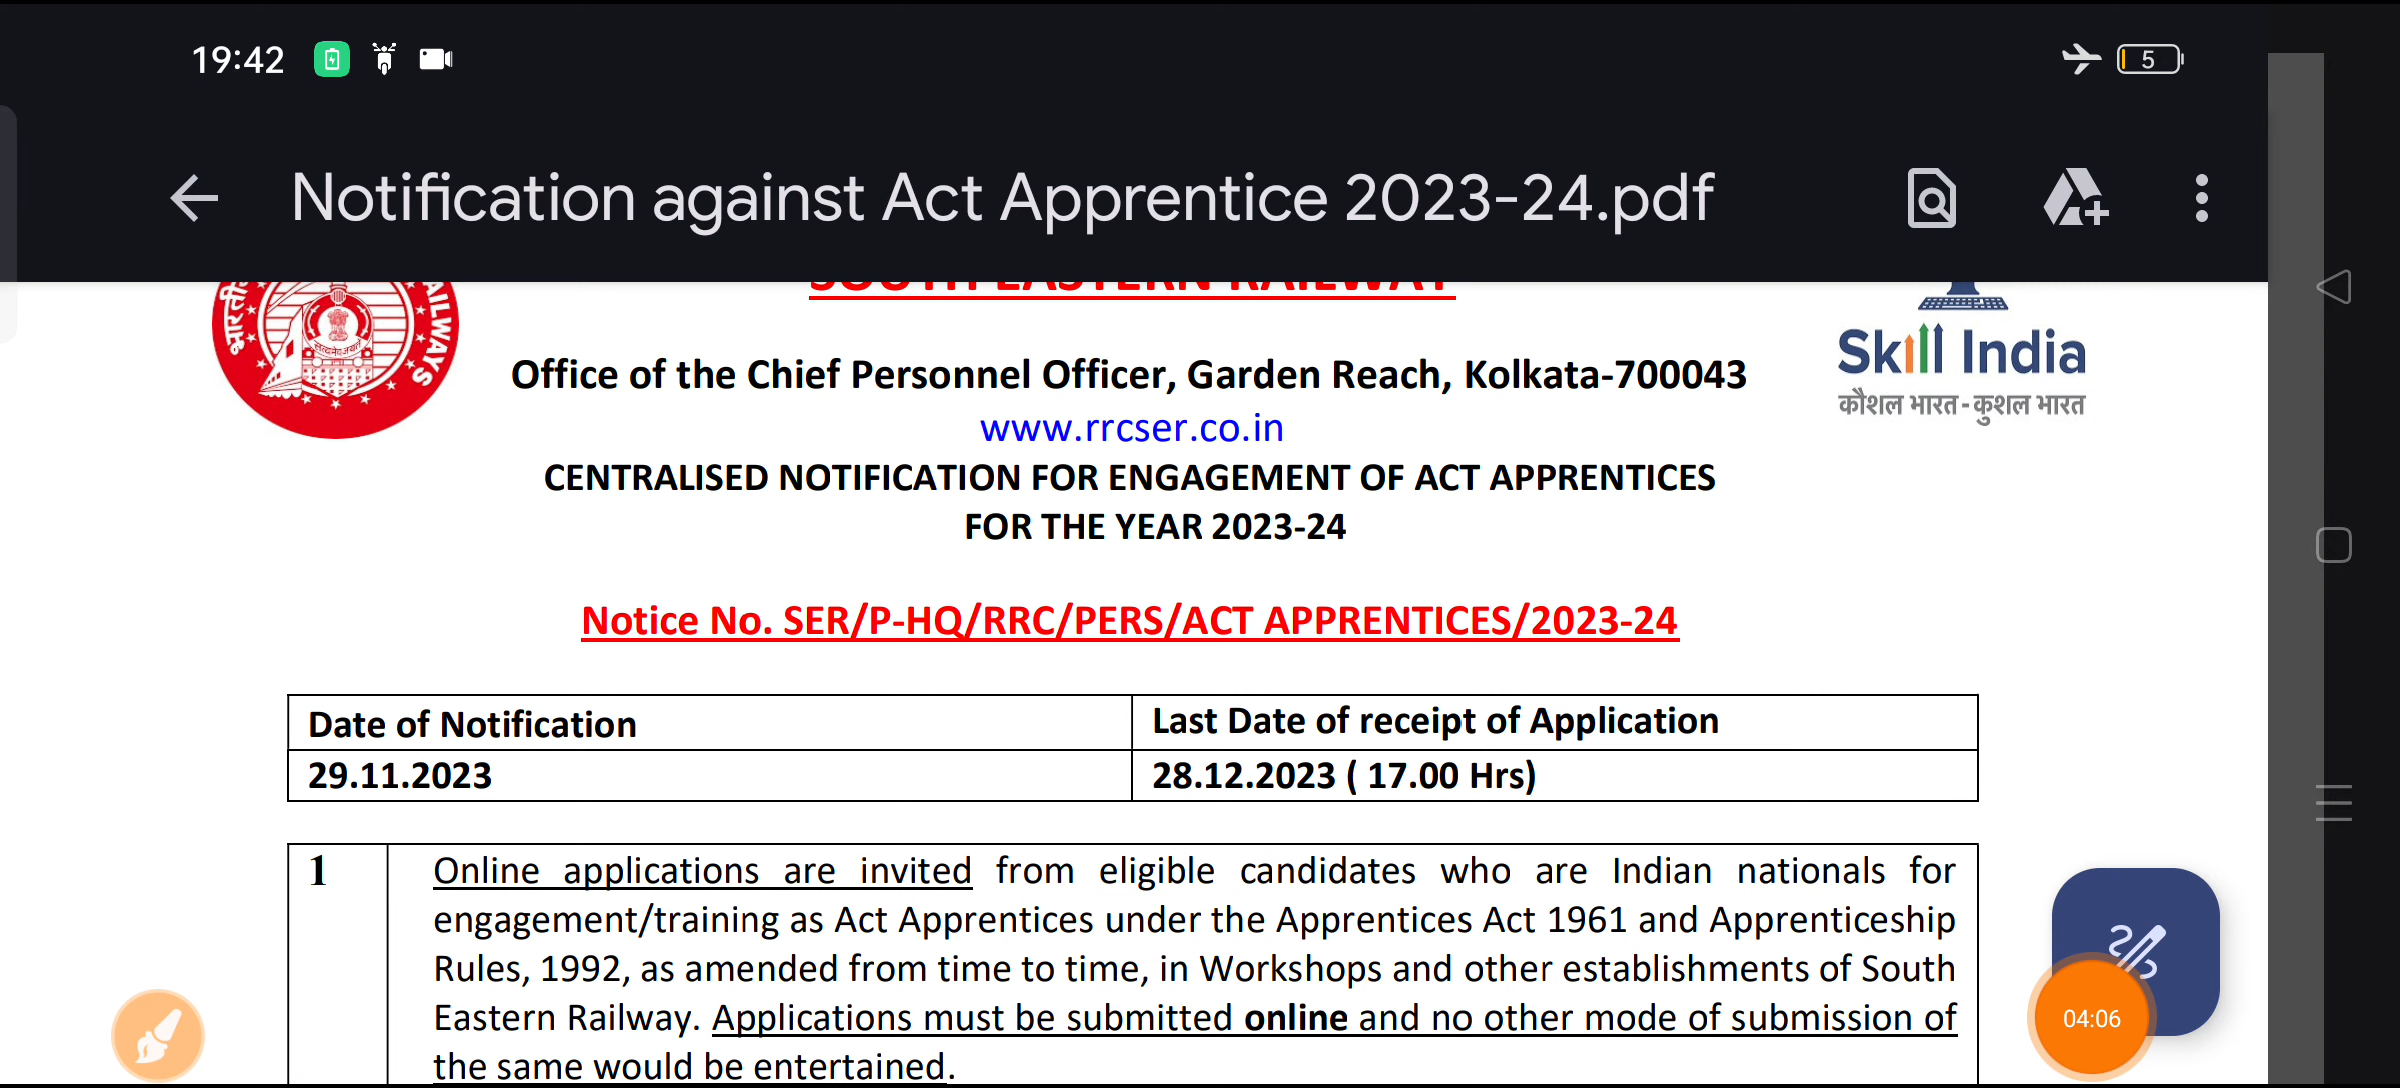 19:42
5
Notification against Act Apprentice 2023-24.pdf
SOUTH EASTERN RAILWAY
Skill India
कौशल भारत-कुशल भारत
Office of the Chief Personnel Officer, Garden Reach, Kolkata-700043
www.rrcser.co.in
CENTRALISED NOTIFICATION FOR ENGAGEMENT OF ACT APPRENTICES
FOR THE YEAR 2023-24
Notice No. SER/P-HQ/RRC/PERS/ACT APPRENTICES/2023-24
Date of Notification
Last Date of receipt of Application
29.11.2023
28.12.2023 ( 17.00 Hrs)
1
Online applications are invited from eligible candidates who are Indian nationals for
engagement/training as Act Apprentices under the Apprentices Act 1961 and Apprenticeship
Rules, 1992, as amended from time to time, in Workshops and other establishments of South
Eastern Railway. Applications must be submitted online and no other mode of submission of
the same would be entertained.
04:06